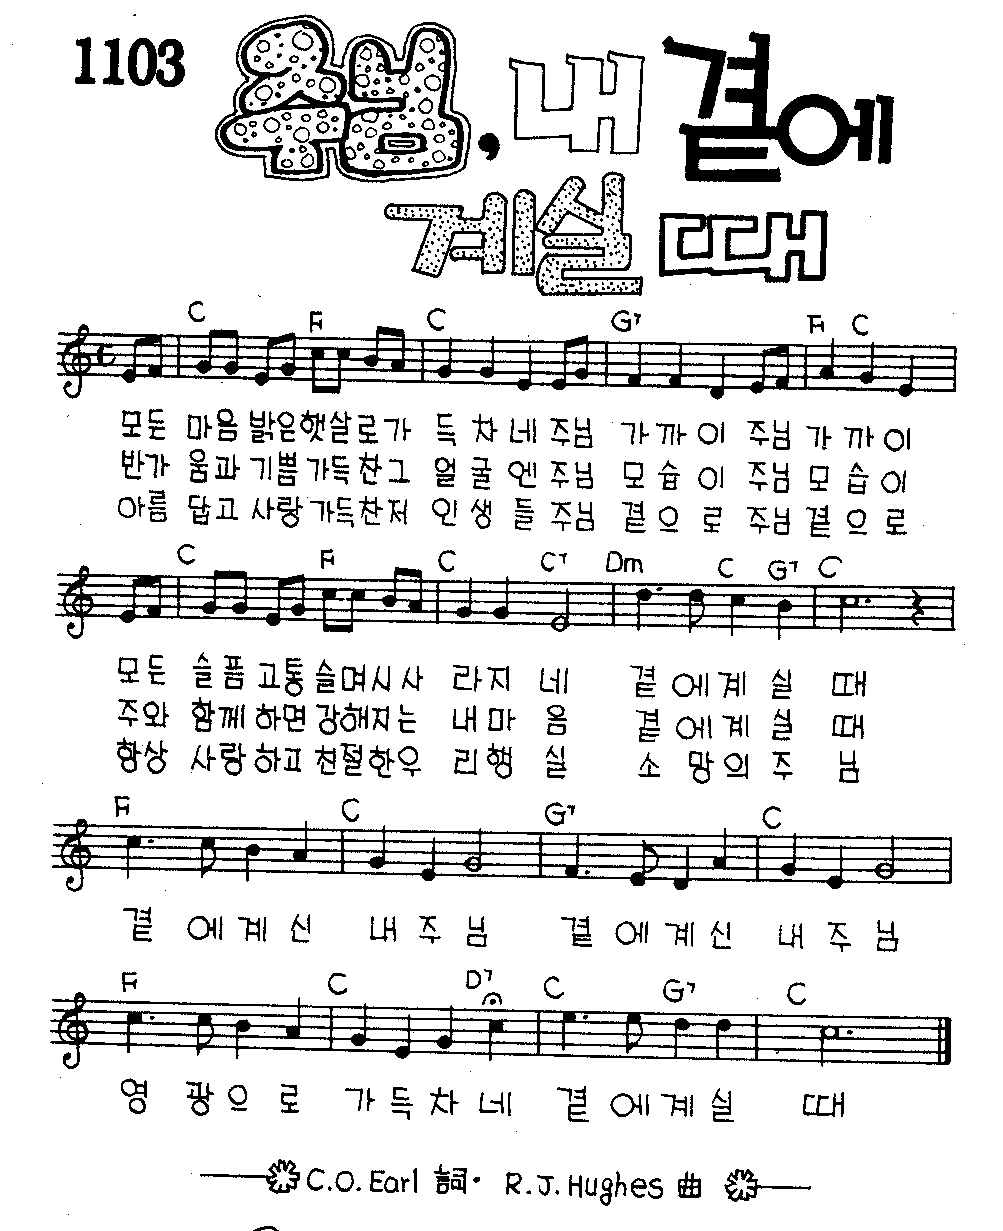 1103
주님, 내 곁에
계실 때
C F C G7 F C
모든 마음 밝은햇살로가 득 차 네 주님 가 까 이 주님 가 까 이
반가 움과 기쁨 가득찬그 얼 굴 엔 주님 모 습 이 주님 모 습 이
아름 답고 사랑 가득찬저 인 생 들 주님 곁 으 로 주님 곁 으 로
C F C C7 Dm C G7 C
모든 슬픔 고통 슬며시사 라지 네 곁 에계 실 때
주와 함께 하면 강해지는 내마 음 곁 에계 실 때
항상 사랑 하고 친절한우 리행 실 소 망의 주 님
F C G7 C
곁 에계 신 내 주 님 곁 에계 신 내 주 님
F C D7 C G7 C
영 광으 로 가 득 차 네 곁 에계 실 때
C.O. Earl 詞· R.J. Hughes 曲